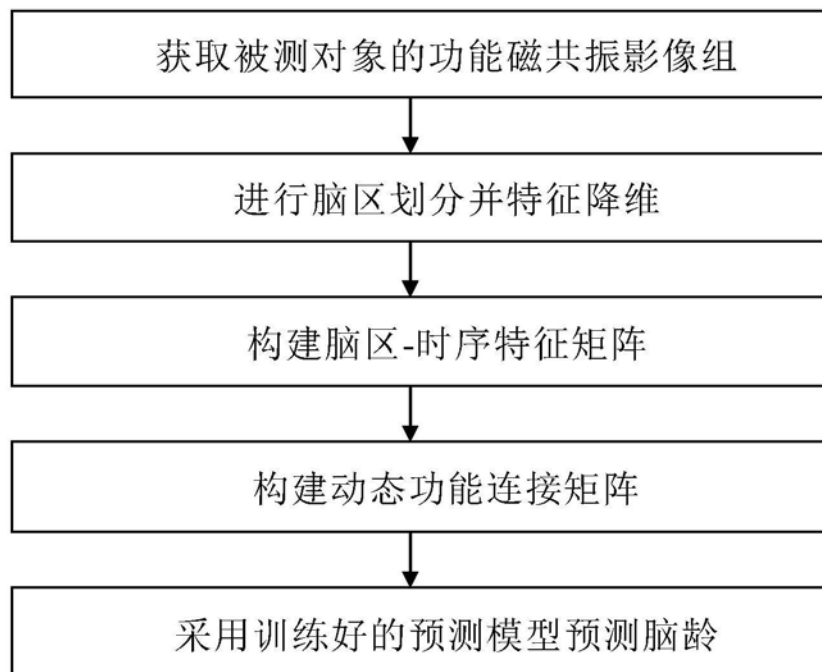 获取被测对象的功能磁共振影像组
进行脑区划分并特征降维
构建脑区-时序特征矩阵
构建动态功能连接矩阵
采用训练好的预测模型预测脑龄